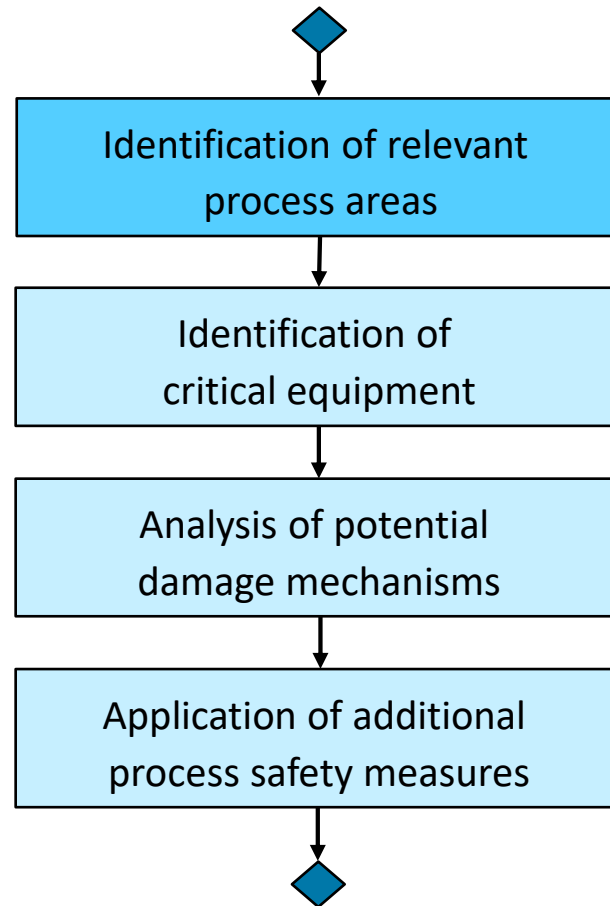 Identification of relevant
process areas
Identification of
critical equipment
Analysis of potential
damage mechanisms
Application of additional
process safety measures